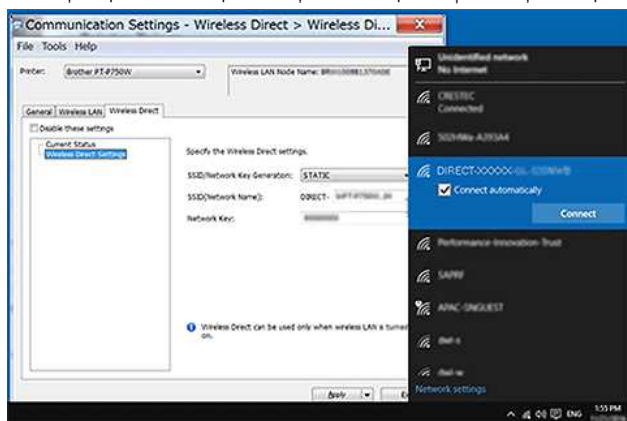 Communication Settings - Wireless Direct > Wireless Di...
File Tools Help
Printer: Brother PT-P750W
Wireless LAN Node Name:
General Wireless LAN Wireless Direct
Disable these settings
Current Status
Wireless Direct Settings
Specify the Wireless Direct settings.
SSID/Network Key Generation: STATIC
SSID(Network Name): DIRECT-
Network Key:
Wireless Direct can be used only when wireless LAN is turned
on.
Apply
Unidentified network
No Internet
CRESTEC
Connected
DIRECT-XXXXX
Connect automatically
Connect
Performance-Innovation-Trust
SAPRF
APAC-SNGUEST
Network settings
ENG 1:55 PM